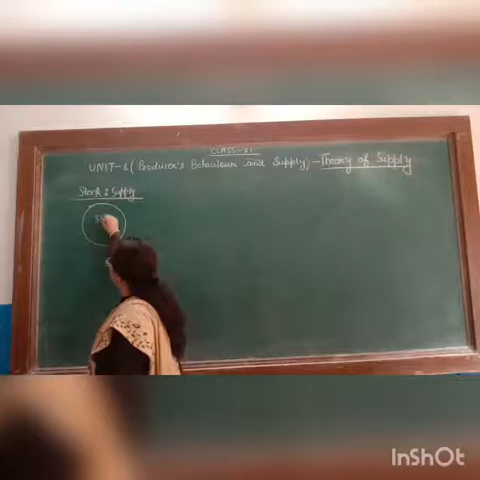 CLASS-XI
UNIT-6 (Producer's Behaviour and Supply) - Theory of Supply
Stock & Supply
InShOt